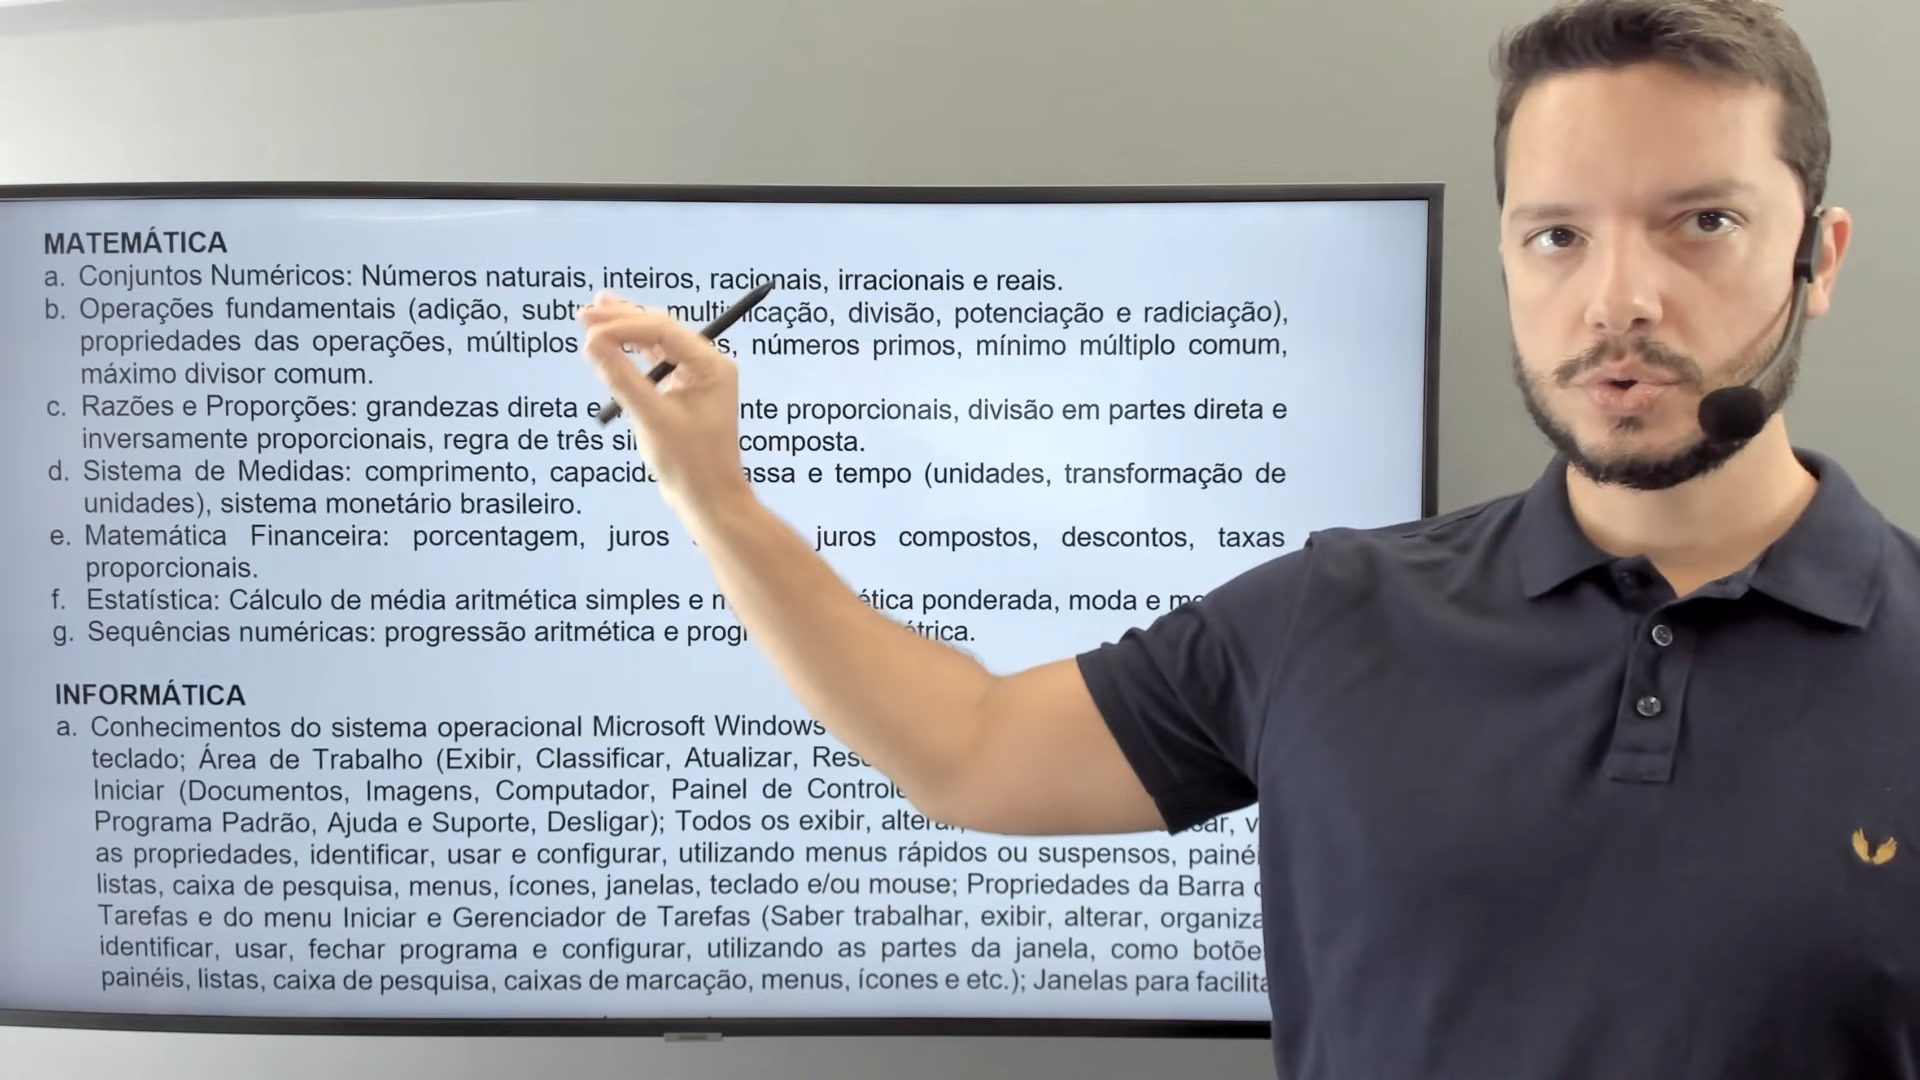 MATEMÁTICA
a. Conjuntos Numéricos: Números naturais, inteiros, racionais, irracionais e reais.
b. Operações fundamentais (adição, divisão, potenciação e radiciação),
propriedades das operações, múltiplos números primos, mínimo múltiplo comum,
máximo divisor comum.
c. Razões e Proporções: grandezas direta e proporcionais, divisão em partes direta e
inversamente proporcionais, regra de três composta.
d. Sistema de Medidas: comprimento, e tempo (unidades, transformação de
unidades), sistema monetário brasileiro.
e. Matemática Financeira: porcentagem, juros juros compostos, descontos, taxas
proporcionais.
f. Estatística: Cálculo de média aritmética simples e ponderada, moda e
g. Sequências numéricas: progressão aritmética e
INFORMÁTICA
a. Conhecimentos do sistema operacional Microsoft Windows
teclado; Área de Trabalho (Exibir, Classificar, Atualizar,
Iniciar (Documentos, Imagens, Computador, Painel de
Programa Padrão, Ajuda e Suporte, Desligar); Todos os exibir,
as propriedades, identificar, usar e configurar, utilizando menus rápidos ou suspensos,
listas, caixa de pesquisa, menus, ícones, janelas, teclado e/ou mouse; Propriedades da Barra
Tarefas e do menu Iniciar e Gerenciador de Tarefas (Saber trabalhar, exibir, alterar,
identificar, usar, fechar programa e configurar, utilizando as partes da janela, como
painéis, listas, caixa de pesquisa, caixas de marcação, menus, ícones e etc.); Janelas para